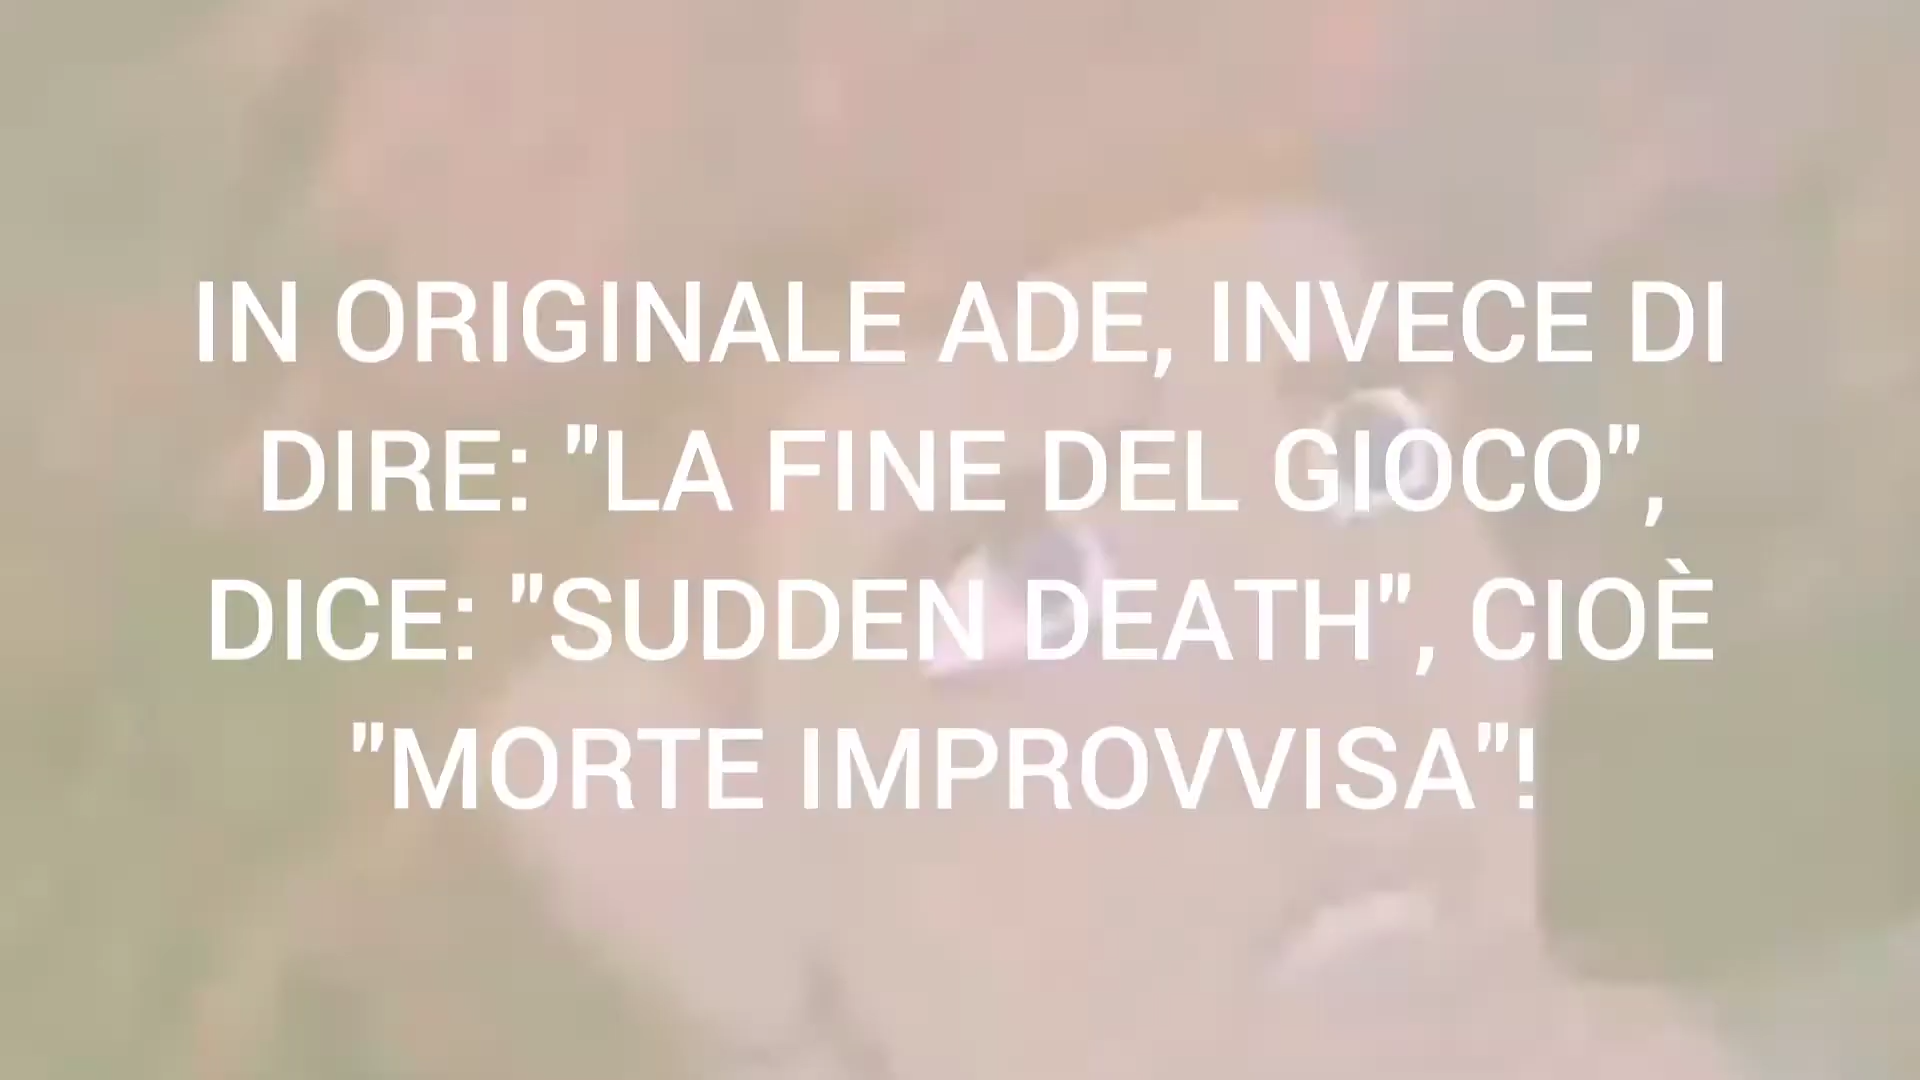 IN ORIGINALE ADE, INVECE DI
DIRE: "LA FINE DEL GIOCO",
DICE: "SUDDEN DEATH", CIOÈ
"MORTE IMPROVVISA"!